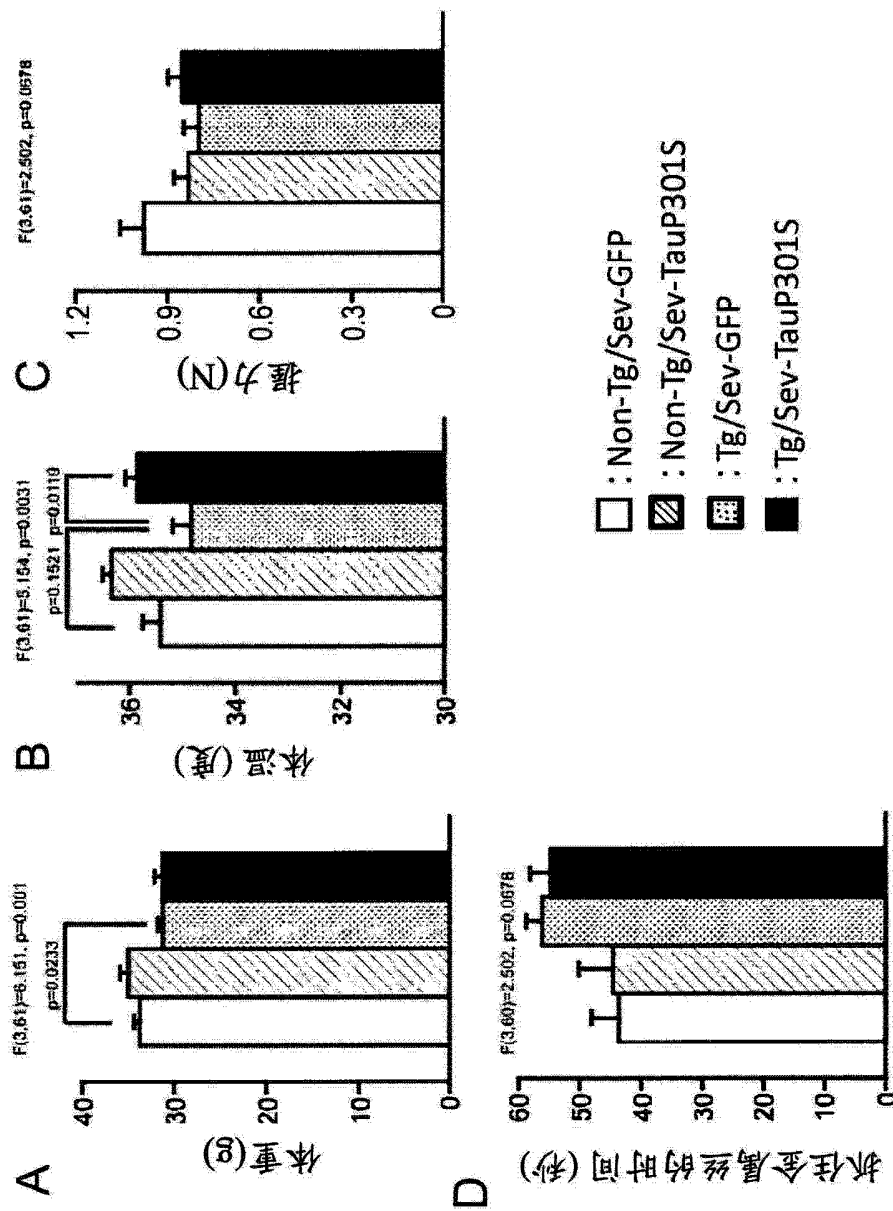 A
F(3,61)=6.151, p=0.001
p=0.0233
体重(g)
40
30
20
10
0
B
F(3,61)=5.154, p=0.0031
p=0.1521
p=0.0110
体温(度)
36
34
32
30
C
F(3,61)=2.502, p=0.0678
握力(N)
1.2
0.9
0.6
0.3
0
D
F(3,60)=2.502, p=0.0678
抓住金属丝的时间(秒)
60
50
40
30
20
10
0
: Non-Tg/Sev-GFP
: Non-Tg/Sev-TauP301S
: Tg/Sev-GFP
: Tg/Sev-TauP301S